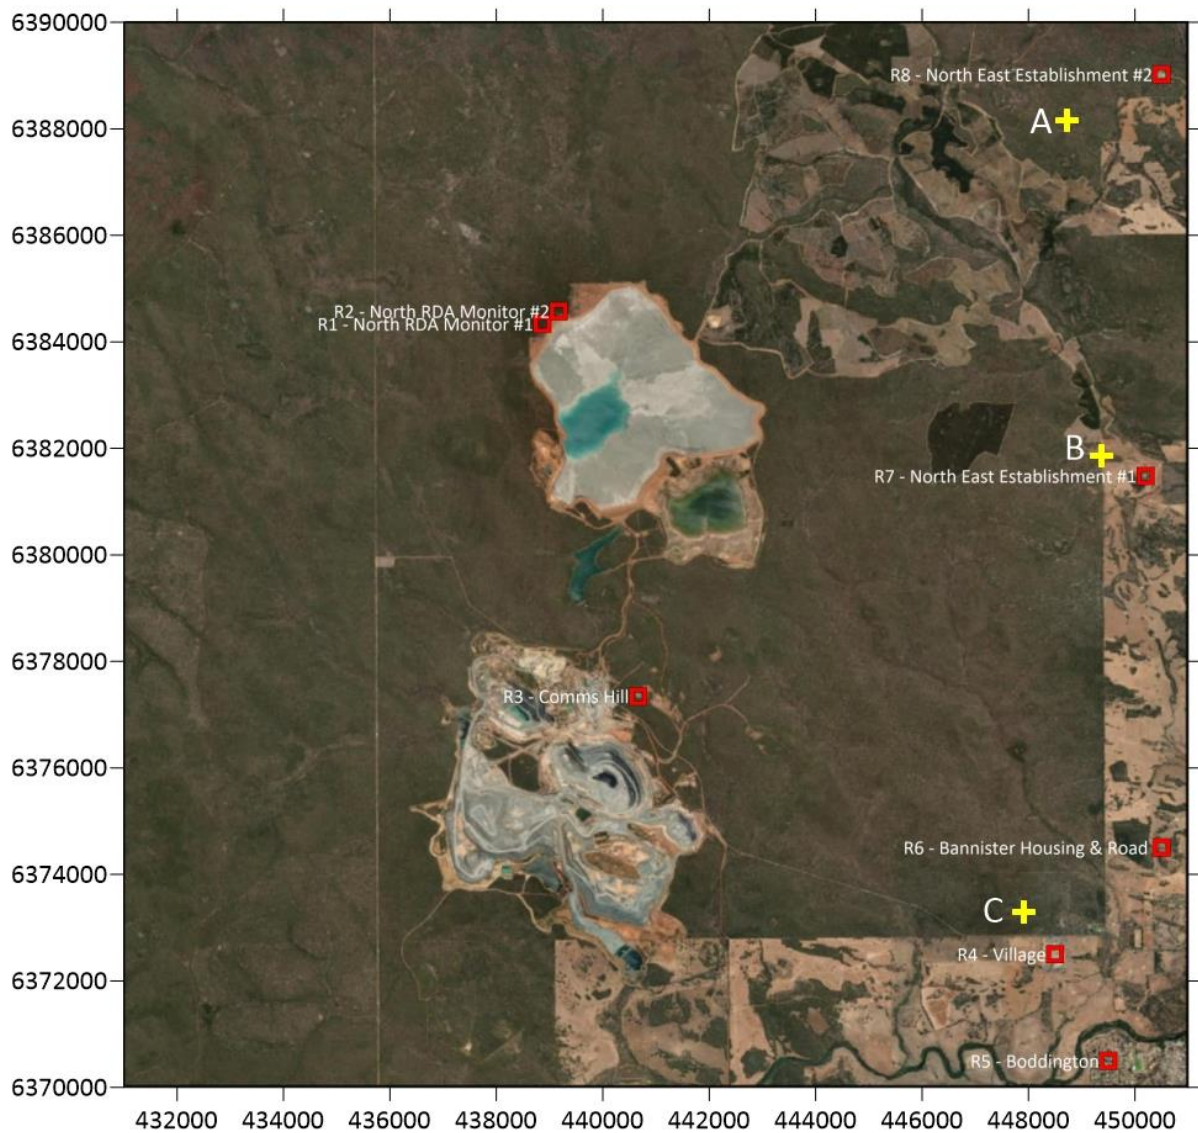 6390000
R8 - North East Establishment #2
6388000
A
6386000
R2 - North RDA Monitor #2
R1 - North RDA Monitor #1
6384000
6382000
B
R7 - North East Establishment #1
6380000
6378000
R3 - Comms Hill
6376000
R6 - Bannister Housing & Road
6374000
C
R4 - Village
6372000
R5 - Boddington
6370000
432000 434000 436000 438000 440000 442000 444000 446000 448000 450000